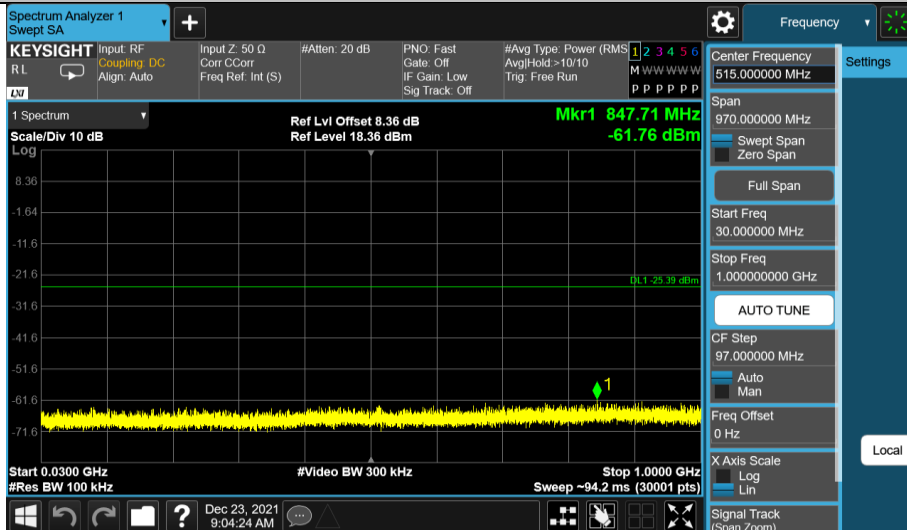 Spectrum Analyzer 1
Swept SA
Frequency
KEYSIGHT
R L
LXI
Input: RF
Coupling: DC
Align: Auto
Input Z: 50 Ω
Corr CCorr
Freq Ref: Int (S)
#Atten: 20 dB
PNO: Fast
Gate: Off
IF Gain: Low
Sig Track: Off
#Avg Type: Power (RMS
Avg|Hold:>10/10
Trig: Free Run
1 2 3 4 5 6
M W W W W W
P P P P P P
Center Frequency
515.000000 MHz
Settings
Span
970.000000 MHz
Swept Span
Zero Span
Full Span
Start Freq
30.000000 MHz
Stop Freq
1.000000000 GHz
AUTO TUNE
CF Step
97.000000 MHz
Auto
Man
Freq Offset
0 Hz
X Axis Scale
Log
Lin
Signal Track
(Span Zoom)
Local
1 Spectrum
Scale/Div 10 dB
Log
Ref Lvl Offset 8.36 dB
Ref Level 18.36 dBm
Mkr1 847.71 MHz
-61.76 dBm
8.36
-1.64
-11.6
-21.6
DL1 -25.39 dBm
-31.6
-41.6
-51.6
1
-61.6
-71.6
Start 0.0300 GHz
#Res BW 100 kHz
#Video BW 300 kHz
Stop 1.0000 GHz
Sweep ~94.2 ms (30001 pts)
?
Dec 23, 2021
9:04:24 AM